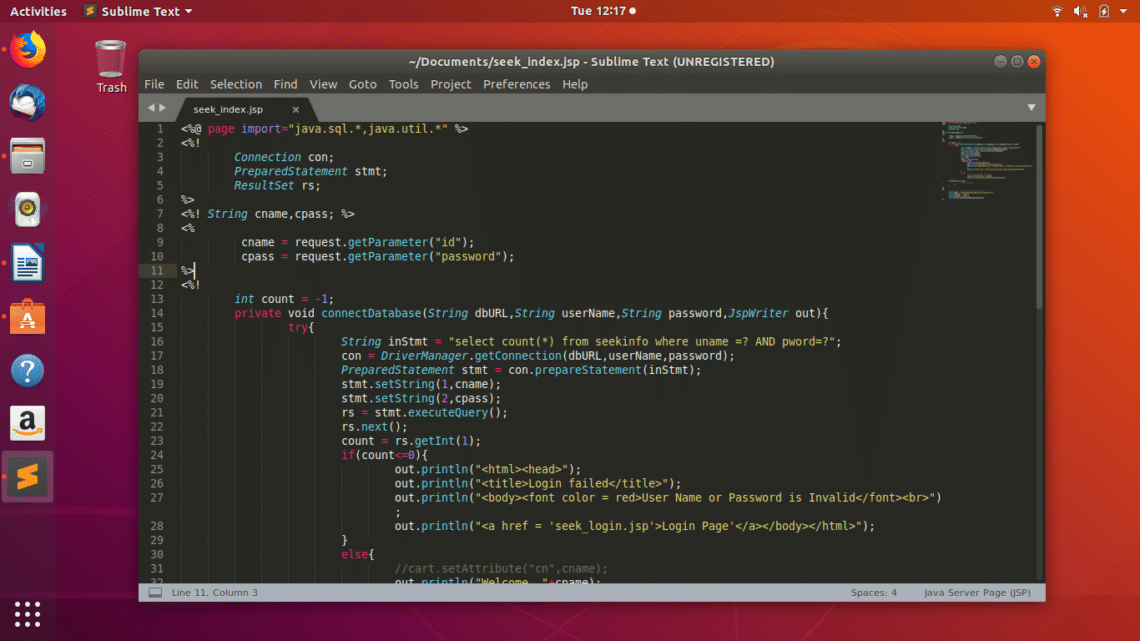 Activities Sublime Text Tue 12:17
Trash
~/Documents/seek_index.jsp - Sublime Text (UNREGISTERED)
File Edit Selection Find View Goto Tools Project Preferences Help
seek_index.jsp
1 <%@ page import="java.sql.*,java.util.*" %>
2 <%!
3 Connection con;
4 PreparedStatement stmt;
5 ResultSet rs;
6 %>
7 <%! String cname,cpass; %>
8 <%
9 cname = request.getParameter("id");
10 cpass = request.getParameter("password");
11 %>
12 <%!
13 int count = -1;
14 private void connectDatabase(String dbURL,String userName,String password,JspWriter out){
15 try{
16 String inStmt = "select count(*) from seekinfo where uname =? AND pword=?";
17 con = DriverManager.getConnection(dbURL,userName,password);
18 PreparedStatement stmt = con.prepareStatement(inStmt);
19 stmt.setString(1,cname);
20 stmt.setString(2,cpass);
21 rs = stmt.executeQuery();
22 rs.next();
23 count = rs.getInt(1);
24 if(count<=0){
25 out.println("<html><head>");
26 out.println("<title>Login failed</title>");
27 out.println("<body><font color = red>User Name or Password is Invalid</font><br>")
;
28 out.println("<a href = 'seek_login.jsp'>Login Page'</a></body></html>");
29 }
30 else{
31 //cart.setAttribute("cn",cname);
32 out.println("Welcome "+cname);
Line 11, Column 3 Spaces: 4 Java Server Page (JSP)